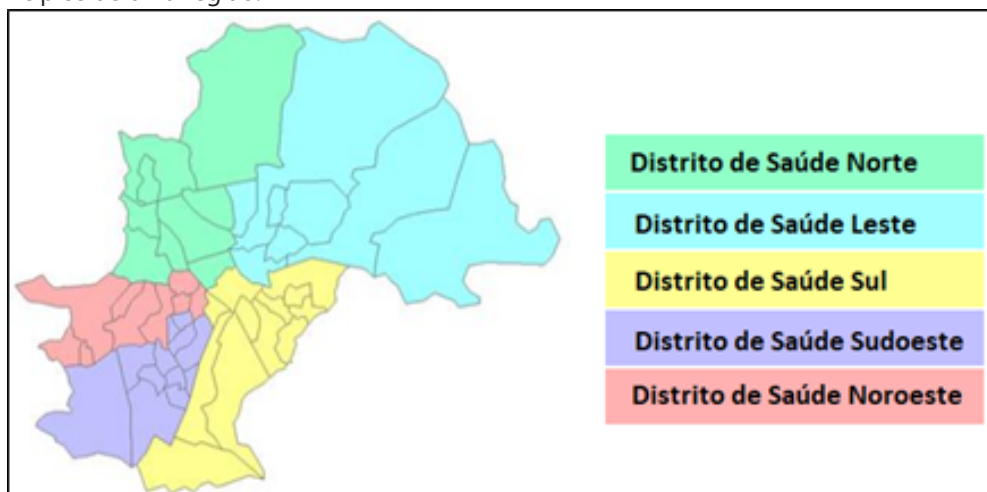 Distrito de Saúde Norte
Distrito de Saúde Leste
Distrito de Saúde Sul
Distrito de Saúde Sudoeste
Distrito de Saúde Noroeste